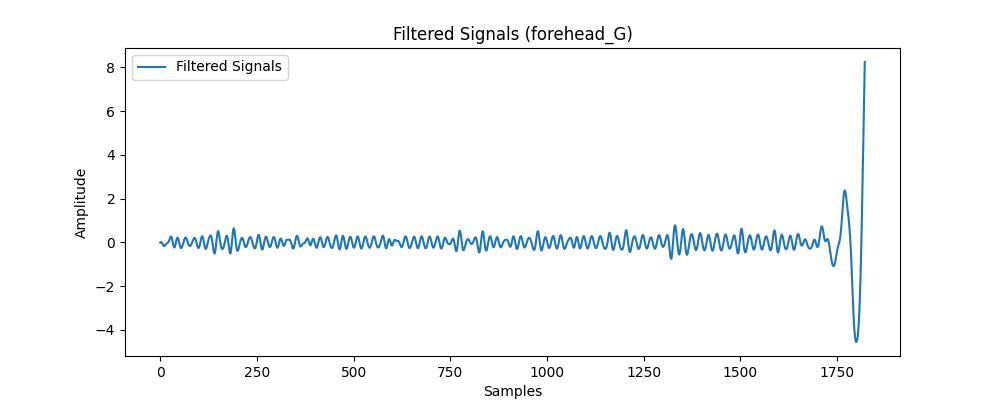 Filtered Signals (forehead_G)
Filtered Signals
8
6
4
2
0
−2
−4
Amplitude
0 250 500 750 1000 1250 1500 1750
Samples